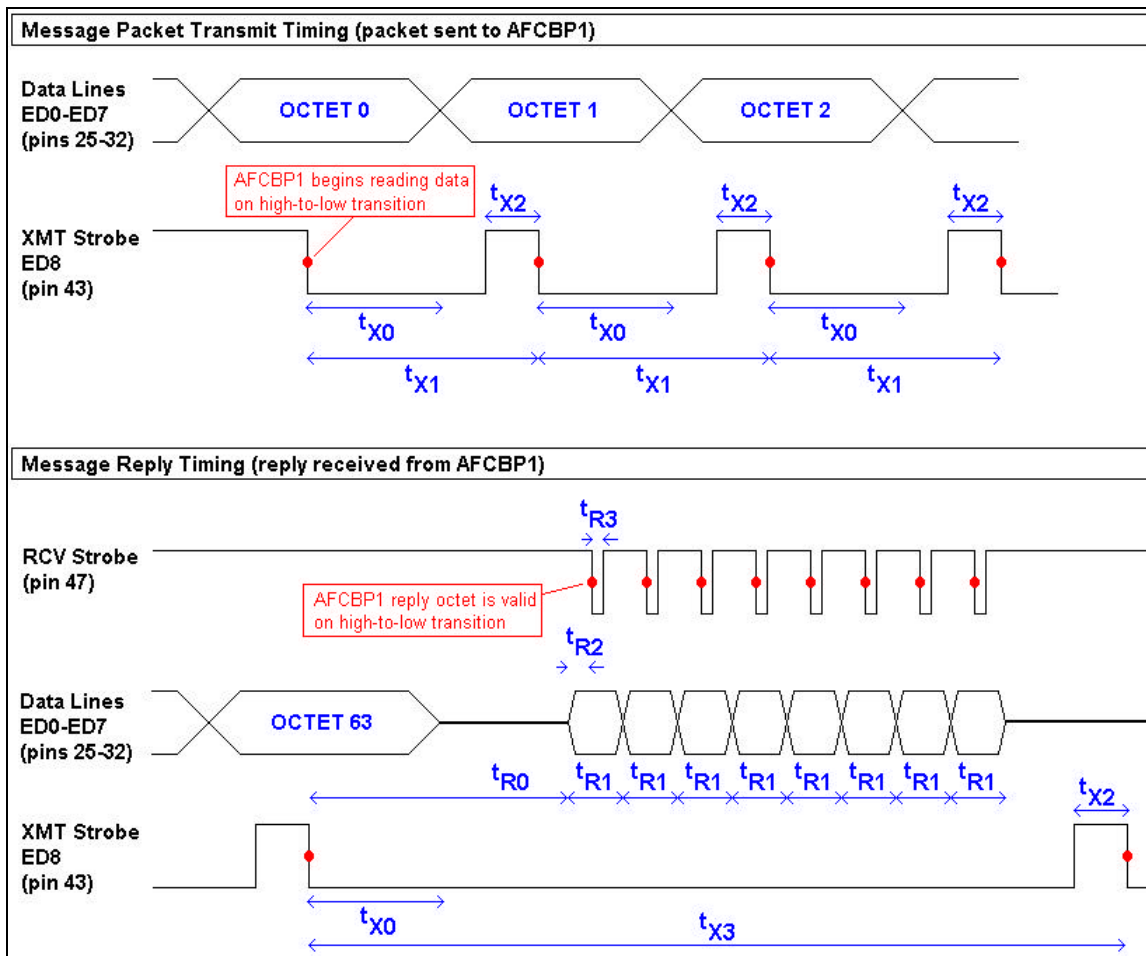 Message Packet Transmit Timing (packet sent to AFCBP1)
Data Lines
ED0-ED7
(pins 25-32)
OCTET 0
OCTET 1
OCTET 2
AFCBP1 begins reading data
on high-to-low transition
tX2
tX2
tX2
XMT Strobe
ED8
(pin 43)
tX0
tX0
tX0
tX1
tX1
tX1
Message Reply Timing (reply received from AFCBP1)
tR3
RCV Strobe
(pin 47)
AFCBP1 reply octet is valid
on high-to-low transition
tR2
Data Lines
ED0-ED7
(pins 25-32)
OCTET 63
tR0
tR1
tR1
tR1
tR1
tR1
tR1
tR1
tR1
tX2
XMT Strobe
ED8
(pin 43)
tX0
tX3